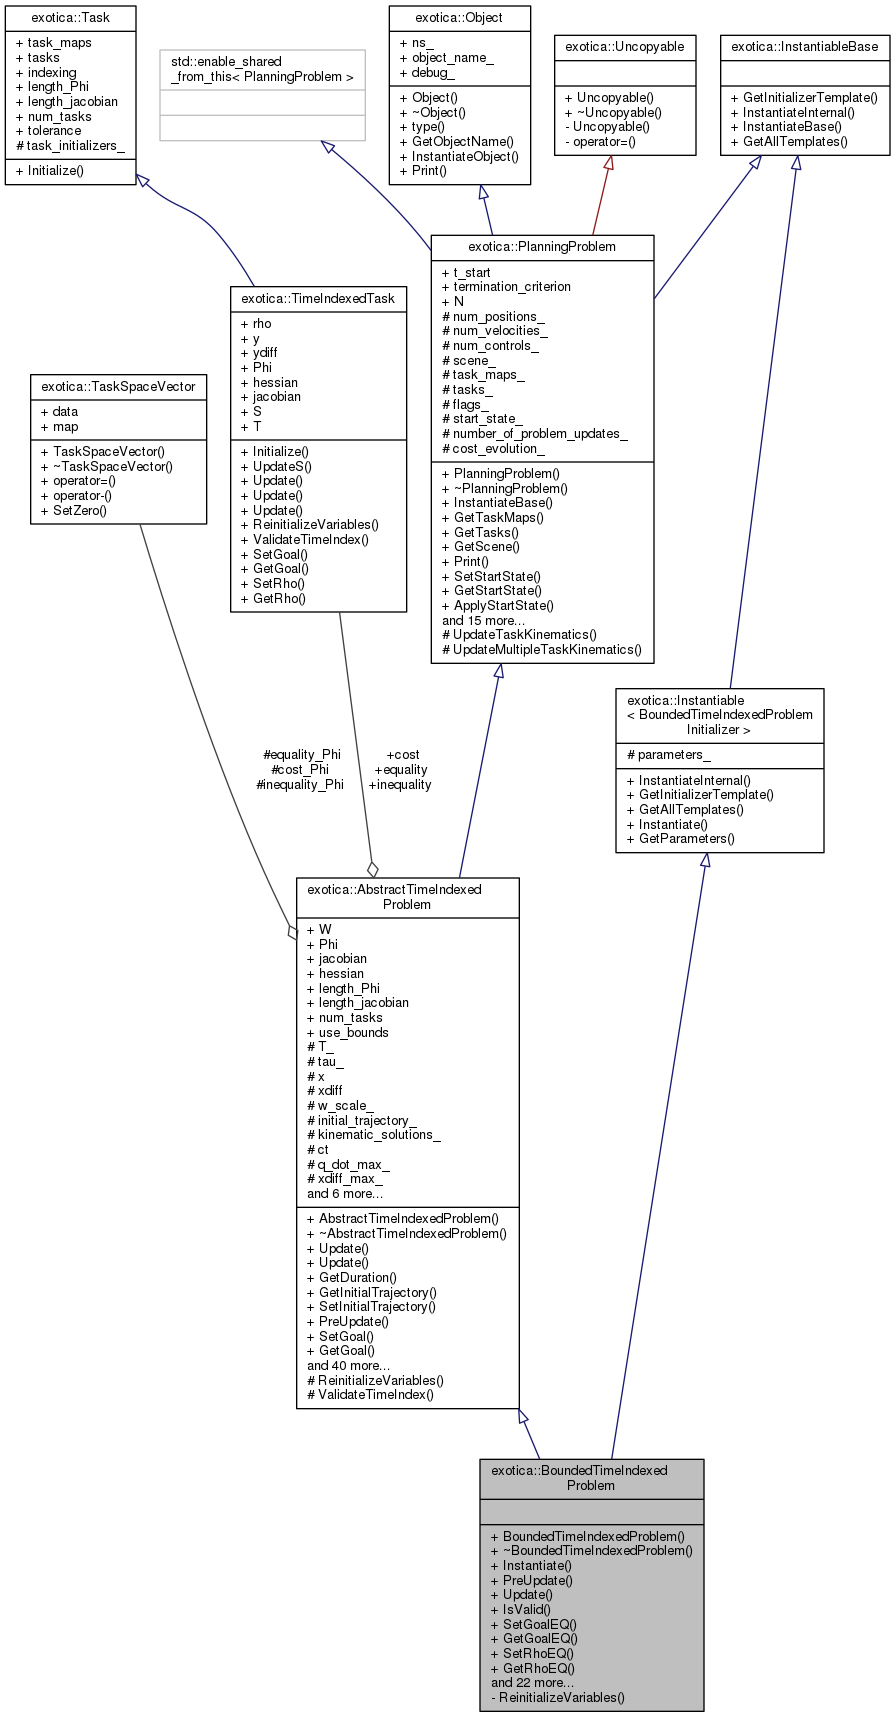 exotica::Task
+ task_maps
+ tasks
+ indexing
+ length_Phi
+ length_jacobian
+ num_tasks
+ tolerance
# task_initializers_
+ Initialize()
std::enable_shared
_from_this< PlanningProblem >
exotica::Object
+ ns_
+ object_name_
+ debug_
+ Object()
+ ~Object()
+ type()
+ GetObjectName()
+ InstantiateObject()
+ Print()
exotica::Uncopyable
+ Uncopyable()
+ ~Uncopyable()
- Uncopyable()
- operator=()
exotica::InstantiableBase
+ GetInitializerTemplate()
+ InstantiateInternal()
+ InstantiateBase()
+ GetAllTemplates()
exotica::PlanningProblem
+ t_start
+ termination_criterion
+ N
# num_positions_
# num_velocities_
# num_controls_
# scene_
# task_maps_
# tasks_
# flags_
# start_state_
# number_of_problem_updates_
# cost_evolution_
+ PlanningProblem()
+ ~PlanningProblem()
+ InstantiateBase()
+ GetTaskMaps()
+ GetTasks()
+ GetScene()
+ Print()
+ SetStartState()
+ GetStartState()
+ ApplyStartState()
and 15 more...
# UpdateTaskKinematics()
# UpdateMultipleTaskKinematics()
exotica::TimeIndexedTask
+ rho
+ y
+ ydiff
+ Phi
+ hessian
+ jacobian
+ S
+ T
+ Initialize()
+ UpdateS()
+ Update()
+ Update()
+ Update()
+ ReinitializeVariables()
+ ValidateTimeIndex()
+ SetGoal()
+ GetGoal()
+ SetRho()
+ GetRho()
exotica::TaskSpaceVector
+ data
+ map
+ TaskSpaceVector()
+ ~TaskSpaceVector()
+ operator=()
+ operator-()
+ SetZero()
exotica::Instantiable
< BoundedTimeIndexedProblem
Initializer >
# parameters_
+ InstantiateInternal()
+ GetInitializerTemplate()
+ GetAllTemplates()
+ Instantiate()
+ GetParameters()
#equality_Phi
#cost_Phi
#inequality_Phi
+cost
+equality
+inequality
exotica::AbstractTimeIndexed
Problem
+ W
+ Phi
+ jacobian
+ hessian
+ length_Phi
+ length_jacobian
+ num_tasks
+ use_bounds
# T_
# tau_
# x
# xdiff
# w_scale_
# initial_trajectory_
# kinematic_solutions_
# ct
# q_dot_max_
# xdiff_max_
and 6 more...
+ AbstractTimeIndexedProblem()
+ ~AbstractTimeIndexedProblem()
+ Update()
+ Update()
+ GetDuration()
+ GetInitialTrajectory()
+ SetInitialTrajectory()
+ PreUpdate()
+ SetGoal()
+ GetGoal()
and 40 more...
# ReinitializeVariables()
# ValidateTimeIndex()
exotica::BoundedTimeIndexed
Problem
+ BoundedTimeIndexedProblem()
+ ~BoundedTimeIndexedProblem()
+ Instantiate()
+ PreUpdate()
+ Update()
+ IsValid()
+ SetGoalEQ()
+ GetGoalEQ()
+ SetRhoEQ()
+ GetRhoEQ()
and 22 more...
- ReinitializeVariables()